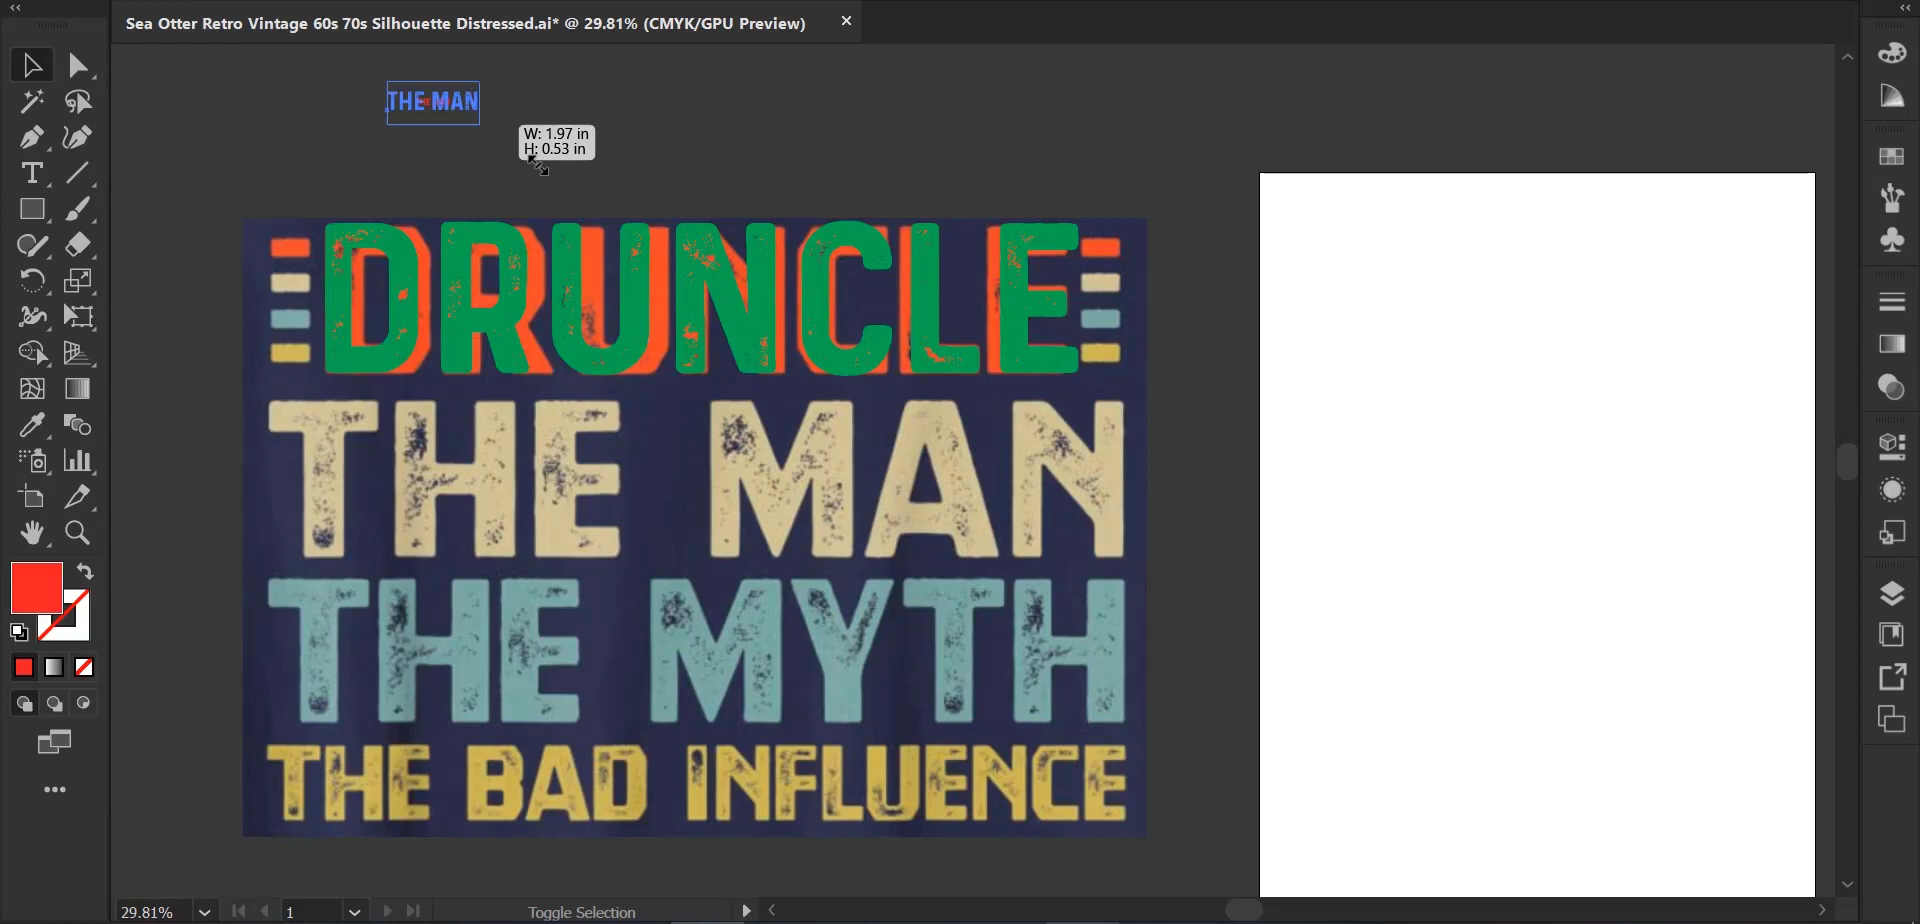 Sea Otter Retro Vintage 60s 70s Silhouette Distressed.ai* @ 29.81% (CMYK/GPU Preview)
THE MAN
W: 1.97 in
H: 0.53 in
DRUNCLE
THE MAN
THE MYTH
THE BAD INFLUENCE
29.81%
1
Toggle Selection